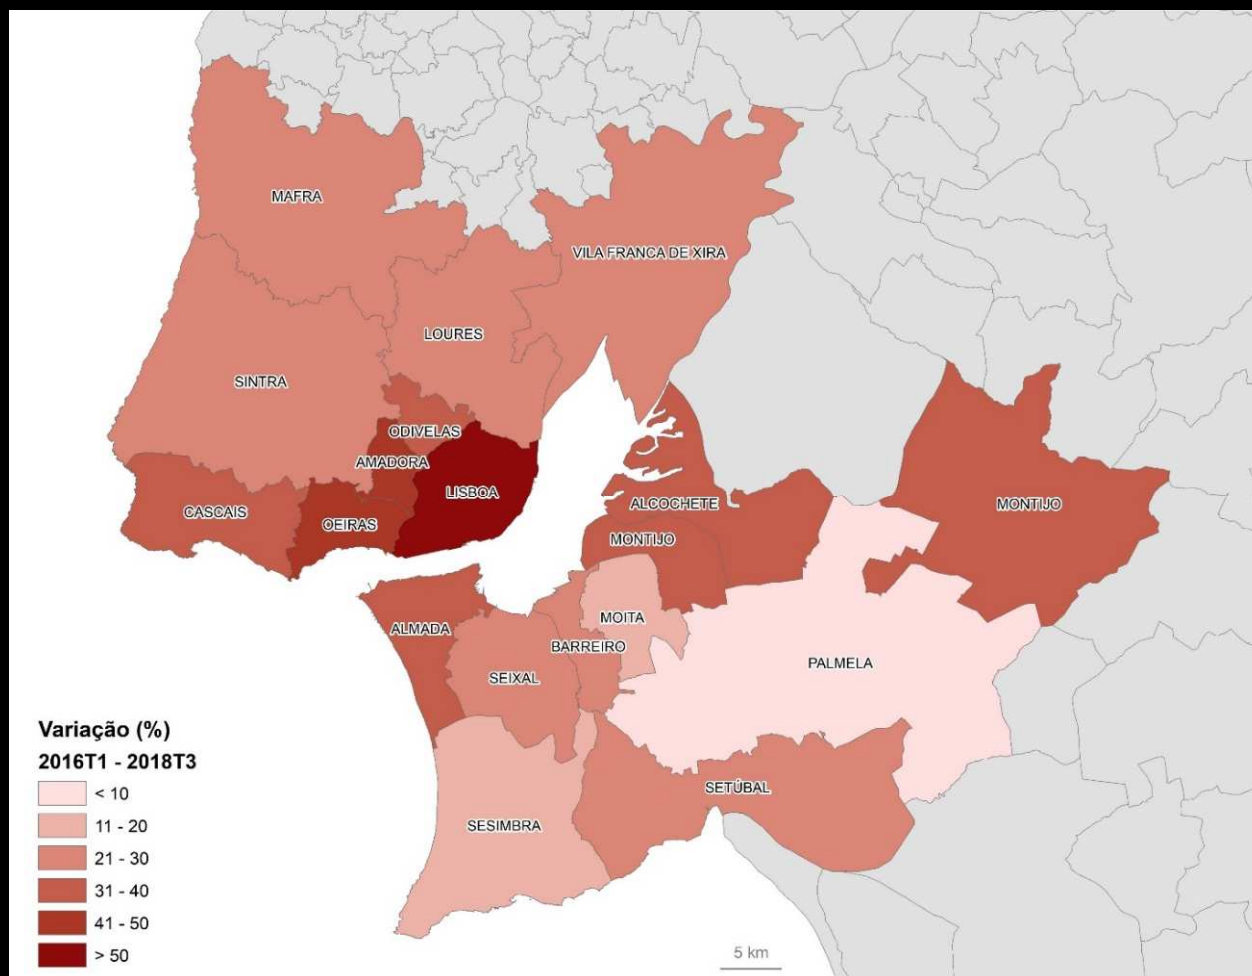 MAFRA
VILA FRANCA DE XIRA
LOURES
SINTRA
ODIVELAS
AMADORA
LISBOA
CASCAIS
OEIRAS
ALCOCHETE
MONTIJO
MONTIJO
MOITA
ALMADA
BARREIRO
SEIXAL
PALMELA
SETÚBAL
SESIMBRA
Variação (%)
2016T1 - 2018T3
< 10
11 - 20
21 - 30
31 - 40
41 - 50
> 50
5 km